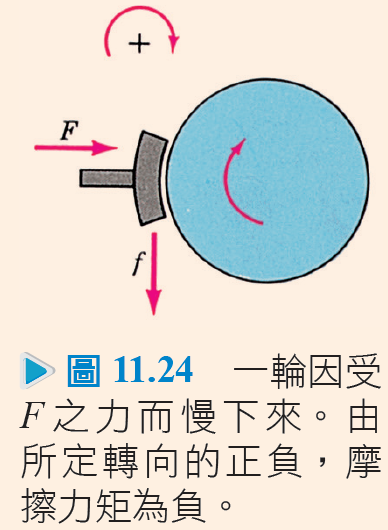 +
F
f
圖 11.24 一輪因受
F 之力而慢下來。由
所定轉向的正負，摩
擦力矩為負。